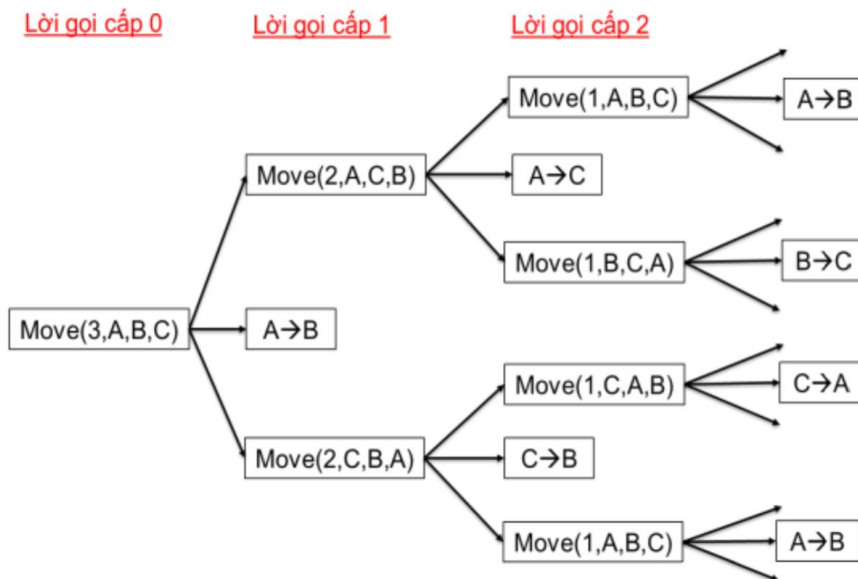 Lời gọi cấp 0 Lời gọi cấp 1 Lời gọi cấp 2
Move(1,A,B,C) A→B
Move(2,A,C,B) A→C
Move(1,B,C,A) B→C
Move(3,A,B,C) A→B
Move(1,C,A,B) C→A
Move(2,C,B,A) C→B
Move(1,A,B,C) A→B